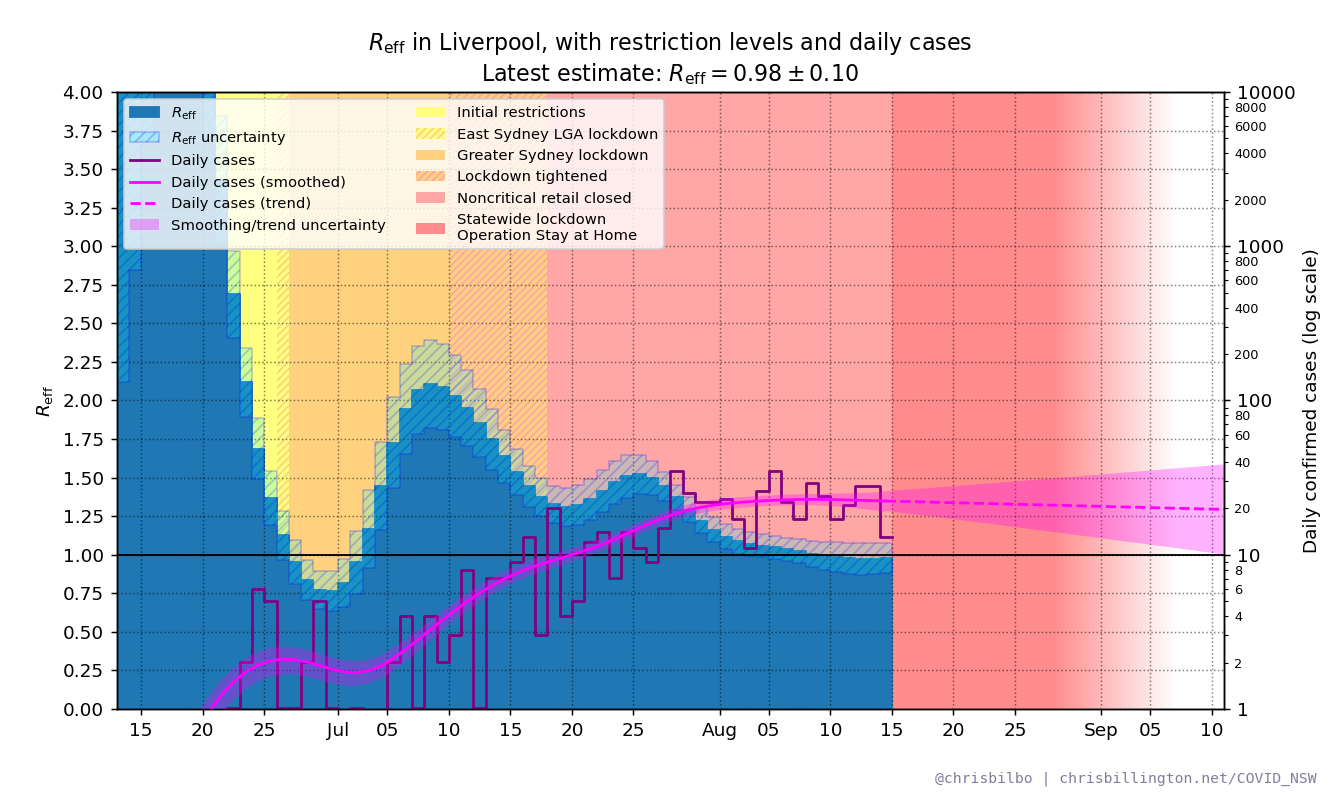 Reff in Liverpool, with restriction levels and daily cases
Latest estimate: Reff = 0.98 ± 0.10
Reff
Reff uncertainty
Daily cases
Daily cases (smoothed)
Daily cases (trend)
Smoothing/trend uncertainty
Initial restrictions
East Sydney LGA lockdown
Greater Sydney lockdown
Lockdown tightened
Noncritical retail closed
Statewide lockdown
Operation Stay at Home
Reff
4.00
3.75
3.50
3.25
3.00
2.75
2.50
2.25
2.00
1.75
1.50
1.25
1.00
0.75
0.50
0.25
0.00
15 20 25 Jul 05 10 15 20 25 Aug 05 10 15 20 25 Sep 05 10
10000
8000
6000
4000
2000
1000
800
600
400
200
100
80
60
40
20
10
8
6
4
2
1
Daily confirmed cases (log scale)
@chrisbilbo | chrisbillington.net/COVID_NSW